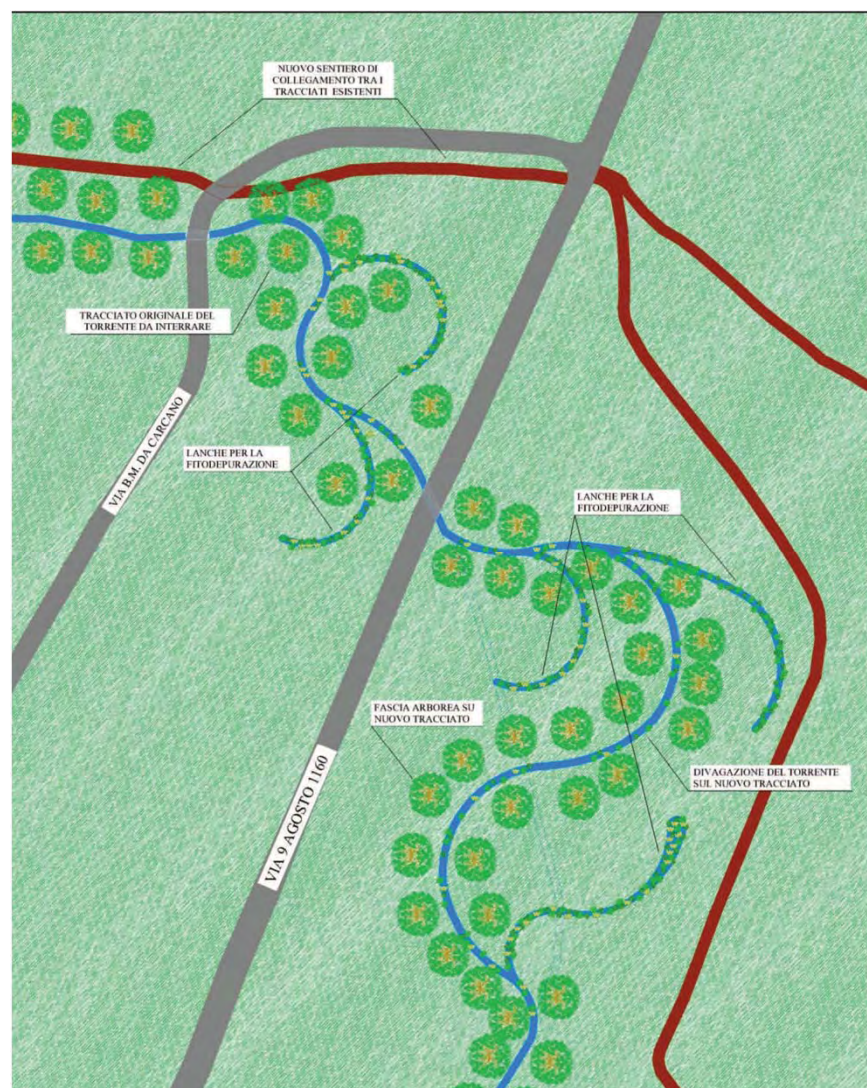 NUOVO SENTIERO DI
COLLEGAMENTO TRA I
TRACCIATI ESISTENTI
TRACCIATO ORIGINALE DEL
TORRENTE DA INTERRARE
VIA B.M. DA CARCANO
LANCHE PER LA
FITODEPURAZIONE
LANCHE PER LA
FITODEPURAZIONE
FASCIA ARBOREA SU
NUOVO TRACCIATO
DIVAGAZIONE DEL TORRENTE
SUL NUOVO TRACCIATO
VIA 9 AGOSTO 1160